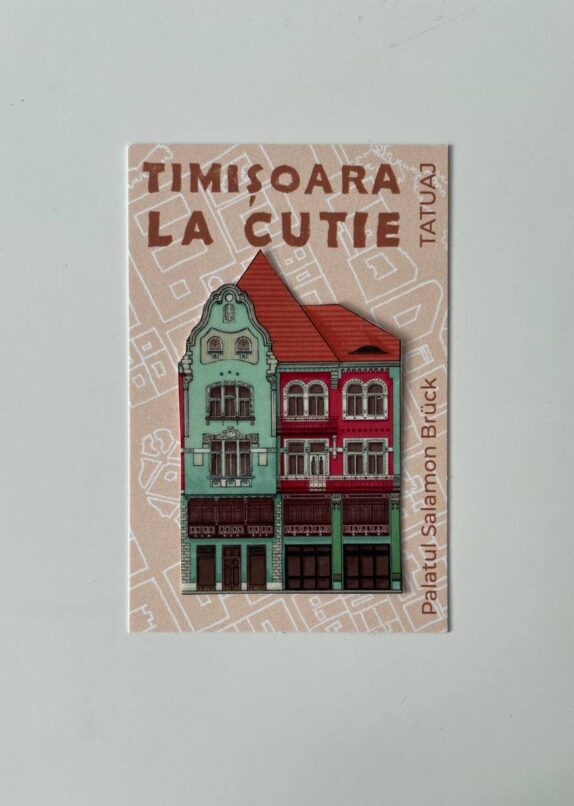 TIMIȘOARA
LA CUTIE
TATUAJ
Palatul Salamon Brück